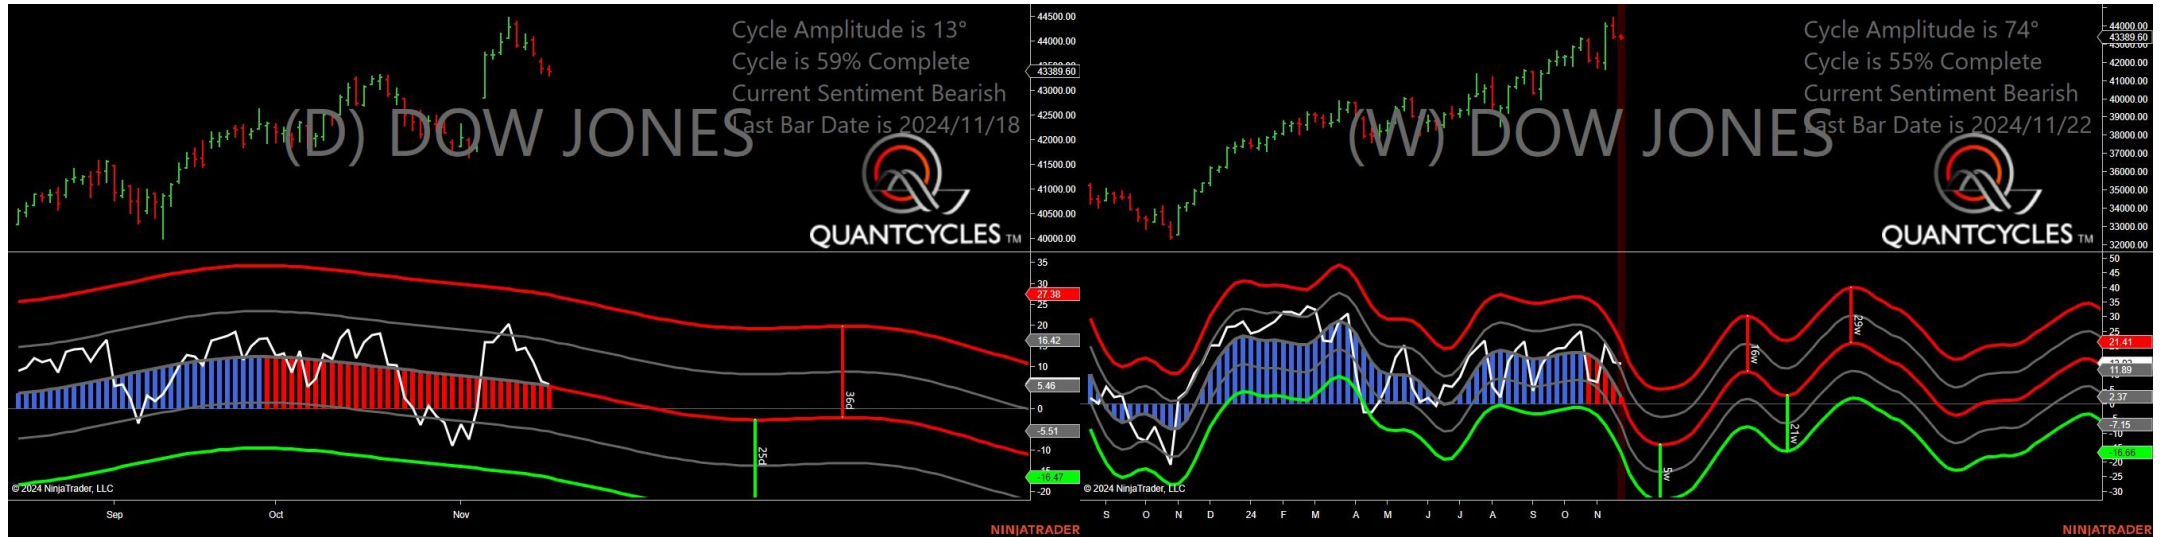 Cycle Amplitude is 13°
Cycle is 59% Complete
Current Sentiment Bearish
Last Bar Date is 2024/11/18
(D) DOW JONES
QUANTCYCLES TM
44500.00
44000.00
43389.60
43000.00
42500.00
42000.00
41500.00
41000.00
40500.00
40000.00
35
30
27.38
25
20
16.42
10
5.46
0
-5.51
-10
-15
-16.47
-20
36d
25d
© 2024 NinjaTrader, LLC
Sep Oct Nov
NINJATRADER
Cycle Amplitude is 74°
Cycle is 55% Complete
Current Sentiment Bearish
Last Bar Date is 2024/11/22
(W) DOW JONES
QUANTCYCLES TM
44000.00
43389.60
43000.00
42000.00
41000.00
40000.00
39000.00
38000.00
37000.00
36000.00
35000.00
34000.00
33000.00
32000.00
50
45
40
35
30
25
21.41
11.89
2.37
-7.15
-10
-16.66
-20
-25
-30
16w
29w
21w
5w
© 2024 NinjaTrader, LLC
S O N D 24 F M A M J J A S O N
NINJATRADER